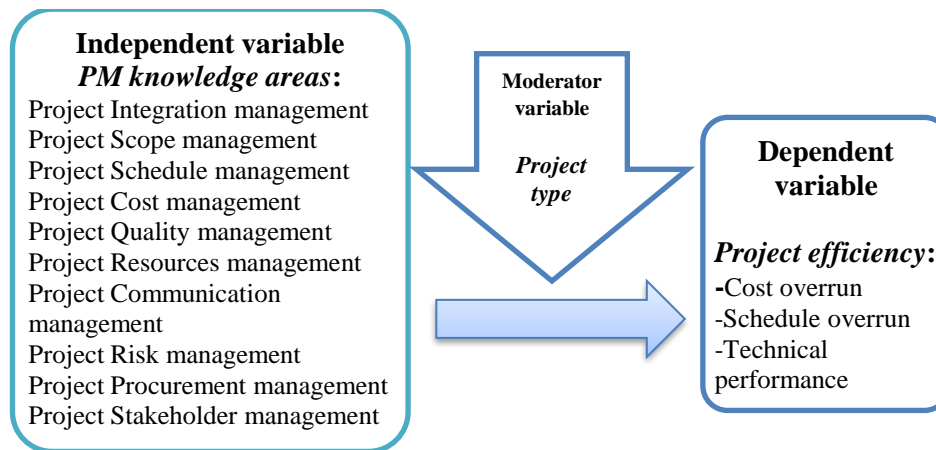 Independent variable
PM knowledge areas:
Project Integration management
Project Scope management
Project Schedule management
Project Cost management
Project Quality management
Project Resources management
Project Communication
management
Project Risk management
Project Procurement management
Project Stakeholder management
Moderator
variable
Project
type
Dependent
variable
Project efficiency:
-Cost overrun
-Schedule overrun
-Technical
performance